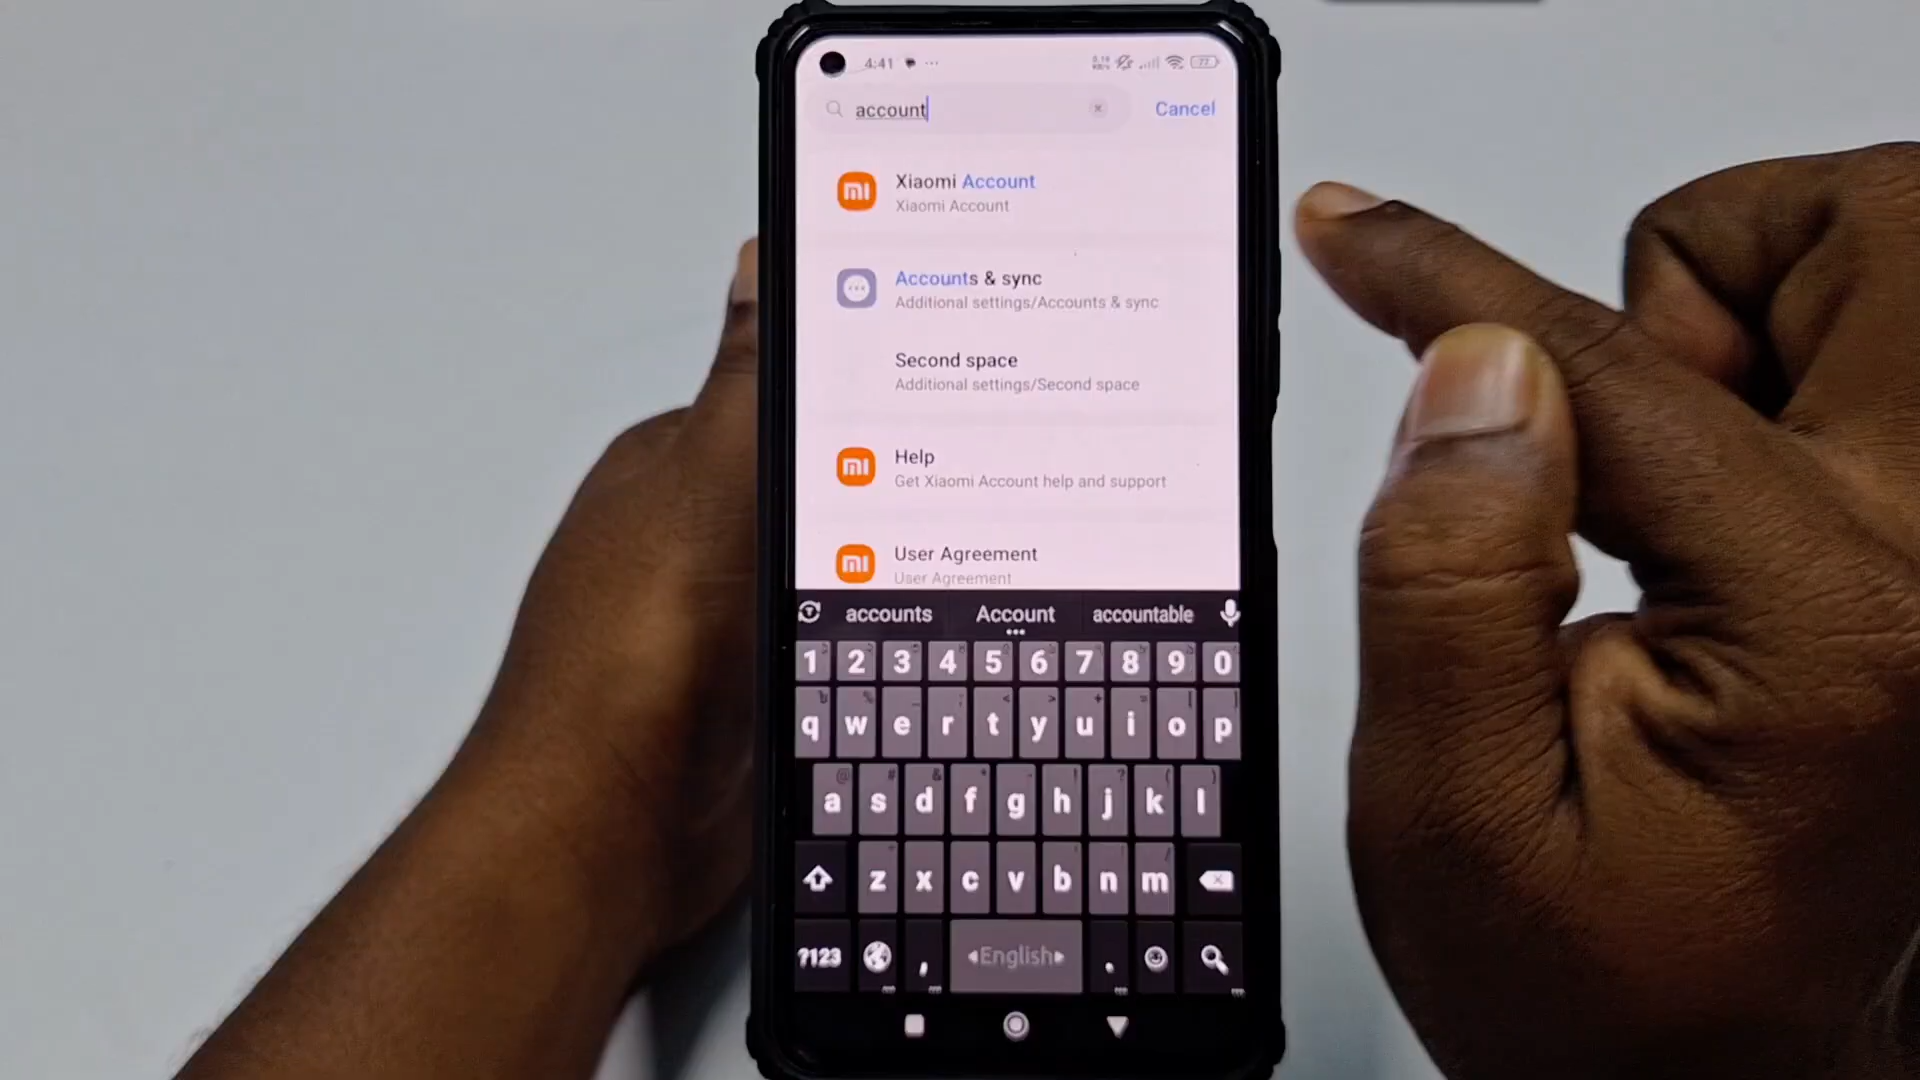 4:41
77
account
Cancel
Xiaomi Account
Xiaomi Account
Accounts & sync
Additional settings/Accounts & sync
Second space
Additional settings/Second space
Help
Get Xiaomi Account help and support
User Agreement
User Agreement
accounts Account accountable
1 2 3 4 5 6 7 8 9 0
q w e r t y u i o p
a s d f g h j k l
z x c v b n m
?123 , English .